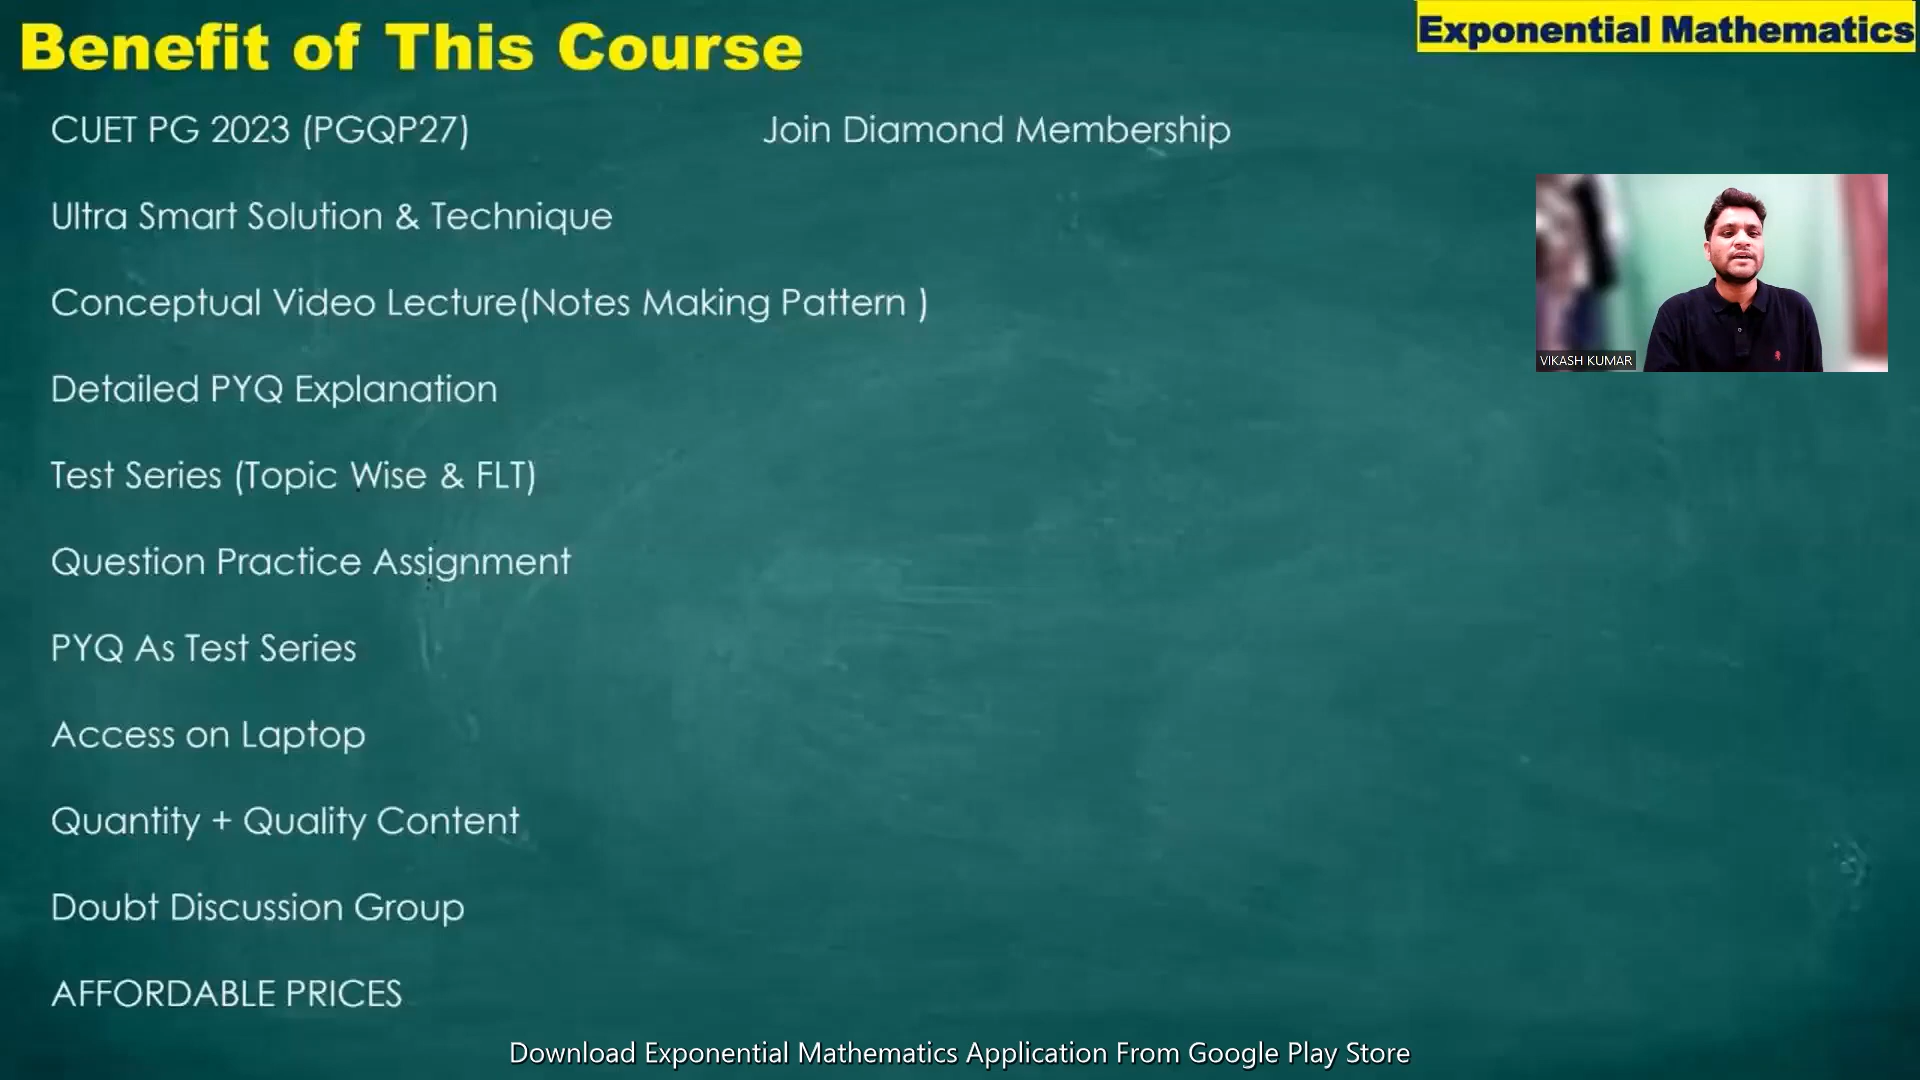 Benefit of This Course
Exponential Mathematics
CUET PG 2023 (PGQP27)
Join Diamond Membership
Ultra Smart Solution & Technique
Conceptual Video Lecture(Notes Making Pattern )
Detailed PYQ Explanation
Test Series (Topic Wise & FLT)
Question Practice Assignment
PYQ As Test Series
Access on Laptop
Quantity + Quality Content
Doubt Discussion Group
AFFORDABLE PRICES
VIKASH KUMAR
Download Exponential Mathematics Application From Google Play Store